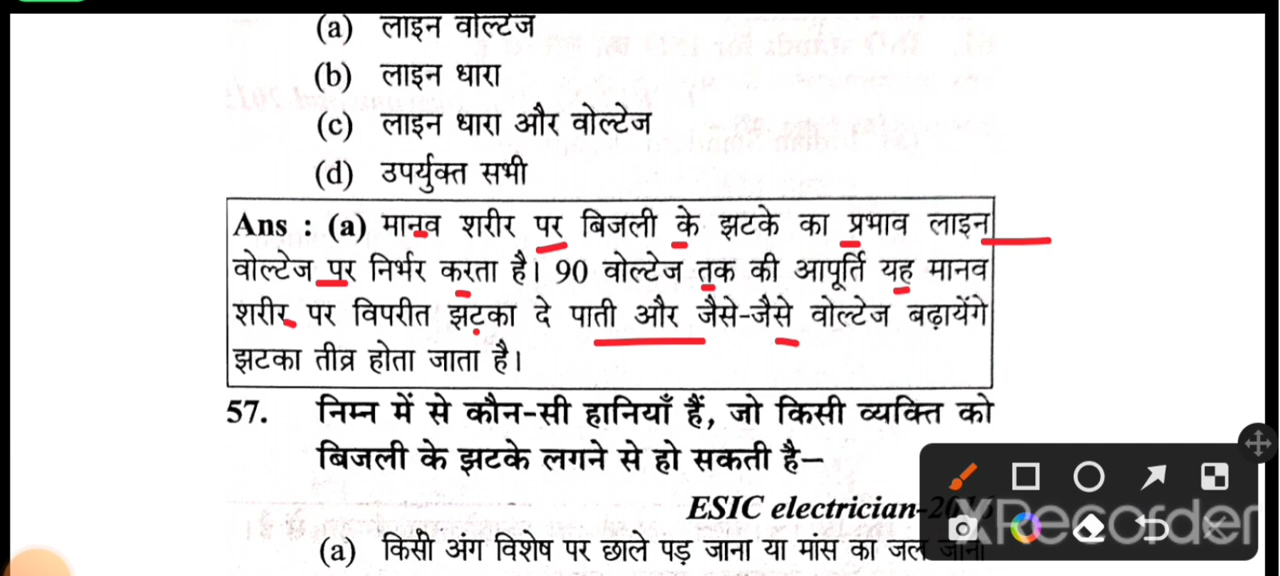 (a) लाइन वोल्टेज
(b) लाइन धारा
(c) लाइन धारा और वोल्टेज
(d) उपर्युक्त सभी
Ans : (a) मानव शरीर पर बिजली के झटके का प्रभाव लाइन
वोल्टेज पर निर्भर करता है। 90 वोल्टेज तक की आपूर्ति यह मानव
शरीर पर विपरीत झटका दे पाती और जैसे-जैसे वोल्टेज बढ़ायेंगे
झटका तीव्र होता जाता है।
57. निम्न में से कौन-सी हानियाँ हैं, जो किसी व्यक्ति को
बिजली के झटके लगने से हो सकती है–
ESIC electrician-2016
(a) किसी अंग विशेष पर छाले पड़ जाना या मांस का जल जाना
XRecorder